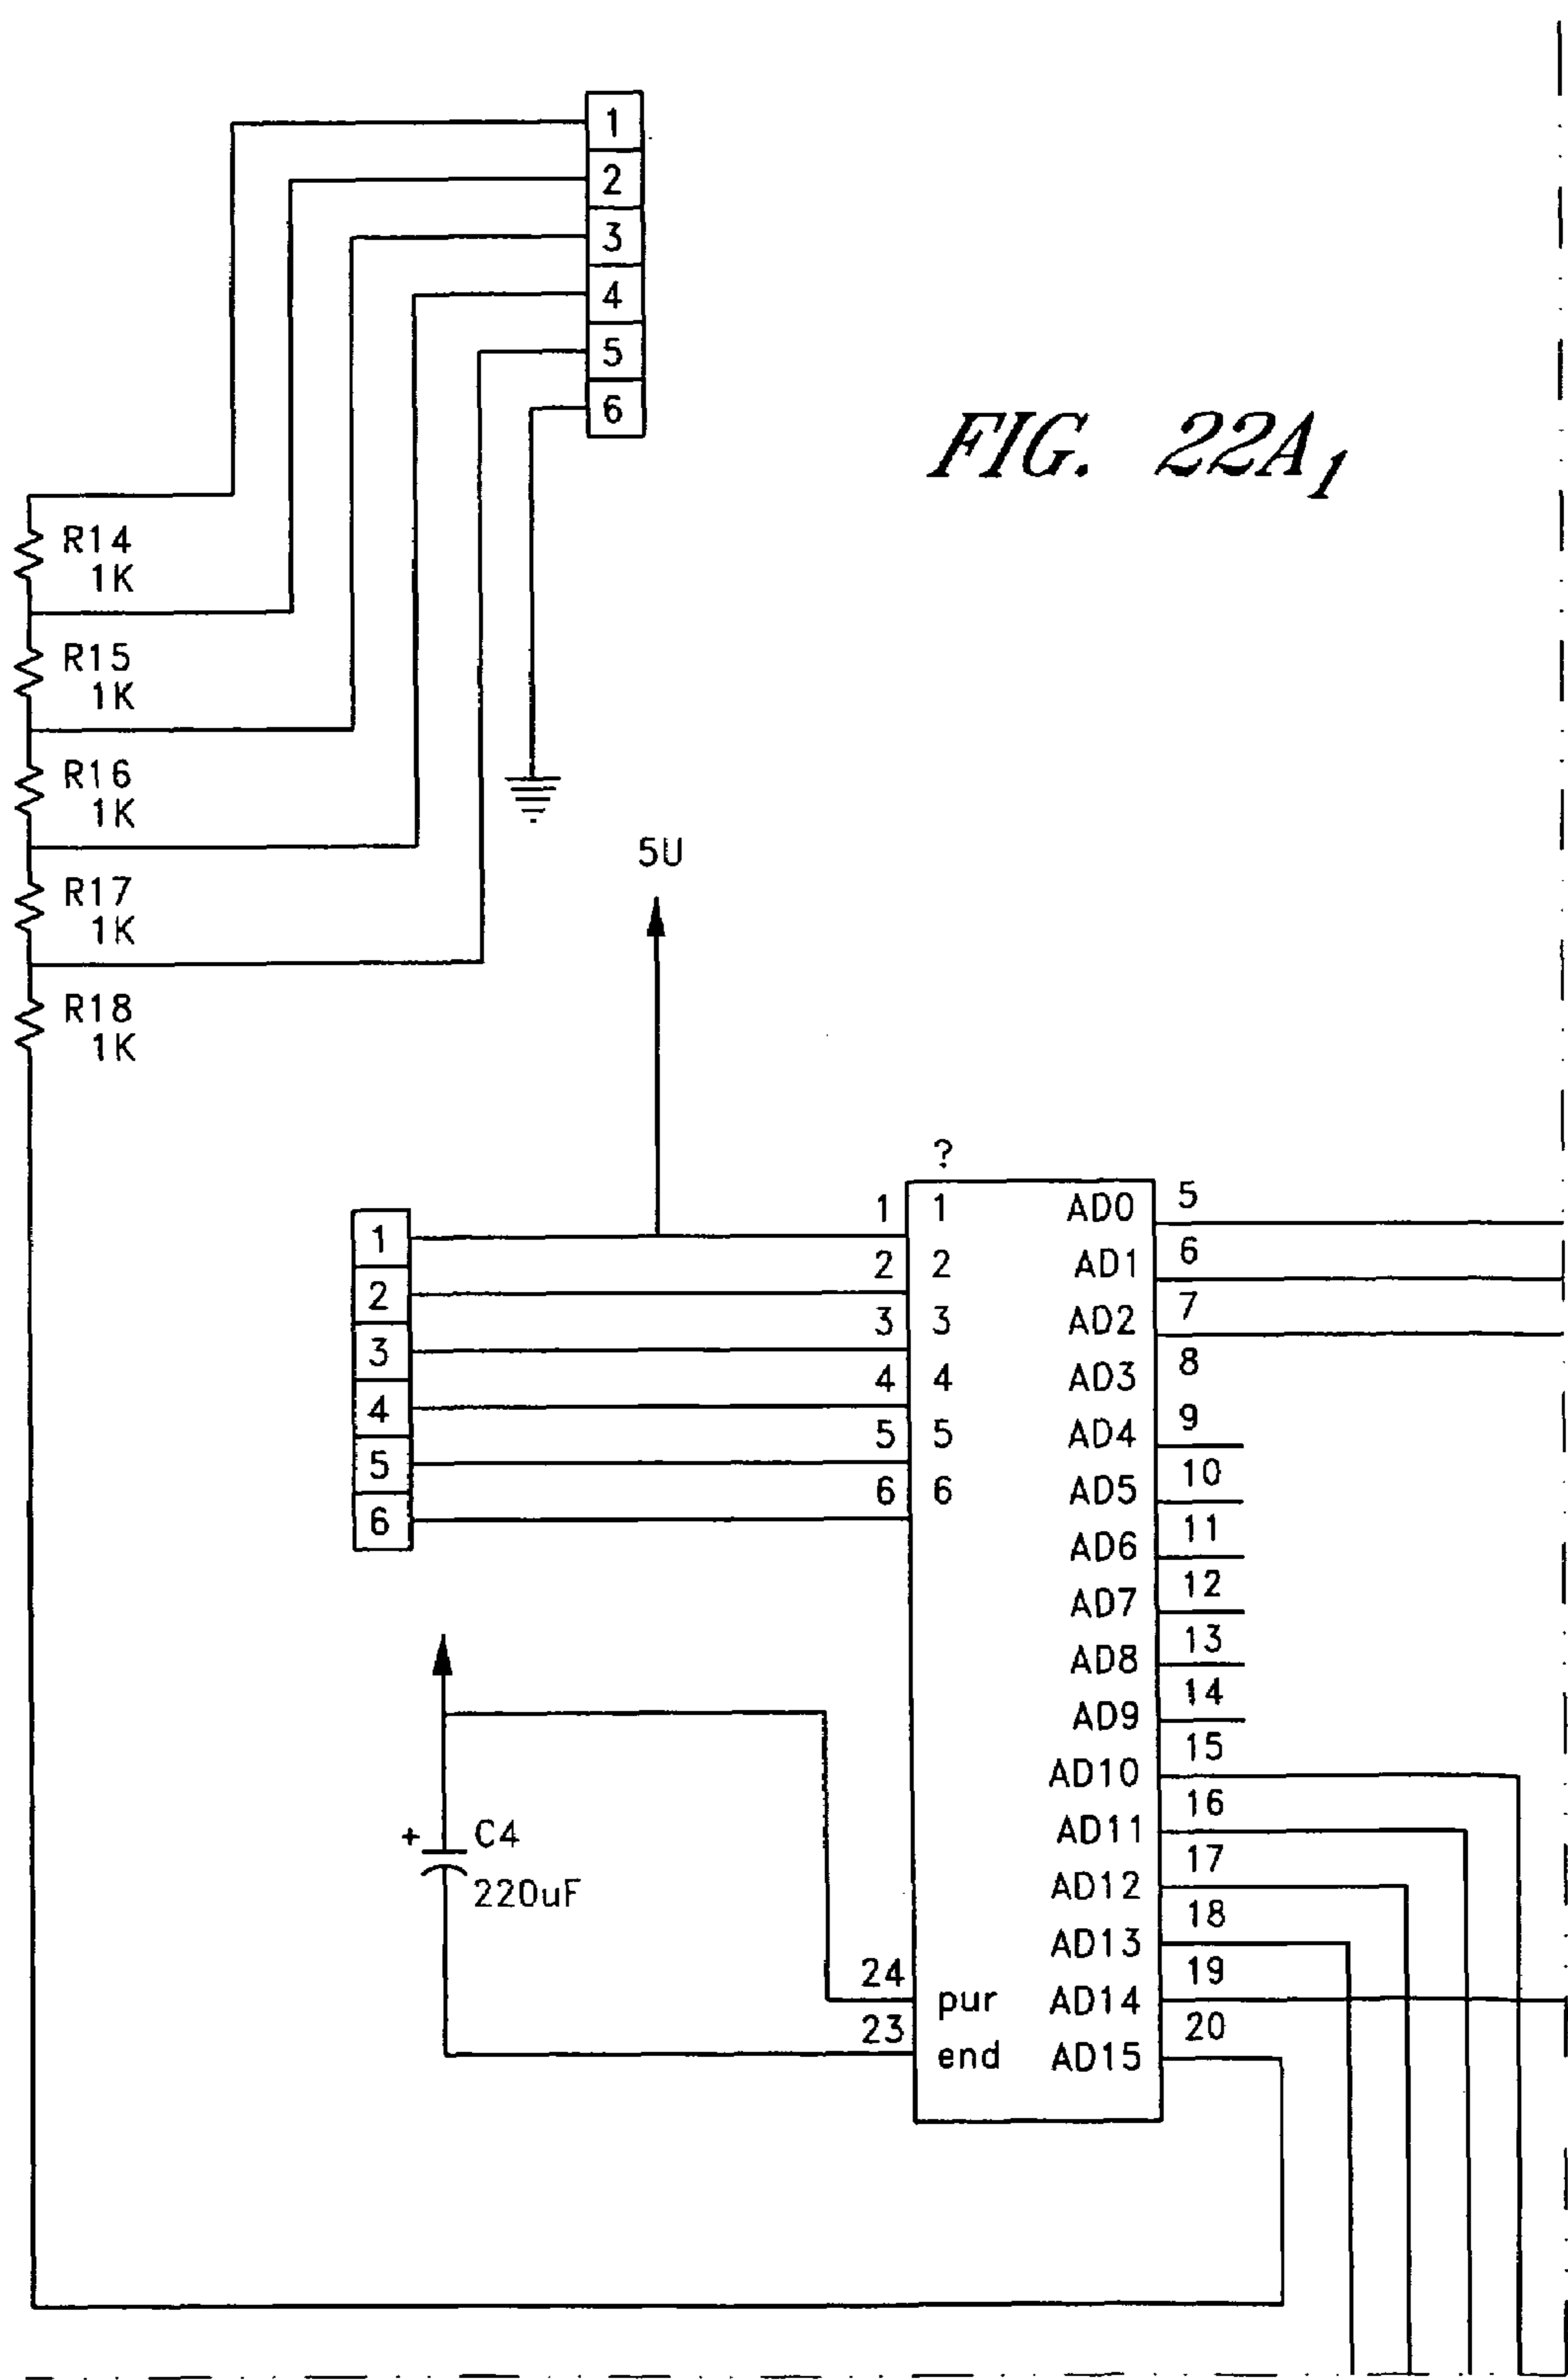 1
2
3
4
5
6
FIG. 22A1
R14
1K
R15
1K
R16
1K
R17
1K
R18
1K
5U
?
1
2
3
4
5
6
1
2
3
4
5
6
1
2
3
4
5
6
AD0 5
AD1 6
AD2 7
AD3 8
AD4 9
AD5 10
AD6 11
AD7 12
AD8 13
AD9 14
AD10 15
AD11 16
AD12 17
AD13 18
AD14 19
AD15 20
+ C4
220uF
24 pur
23 end